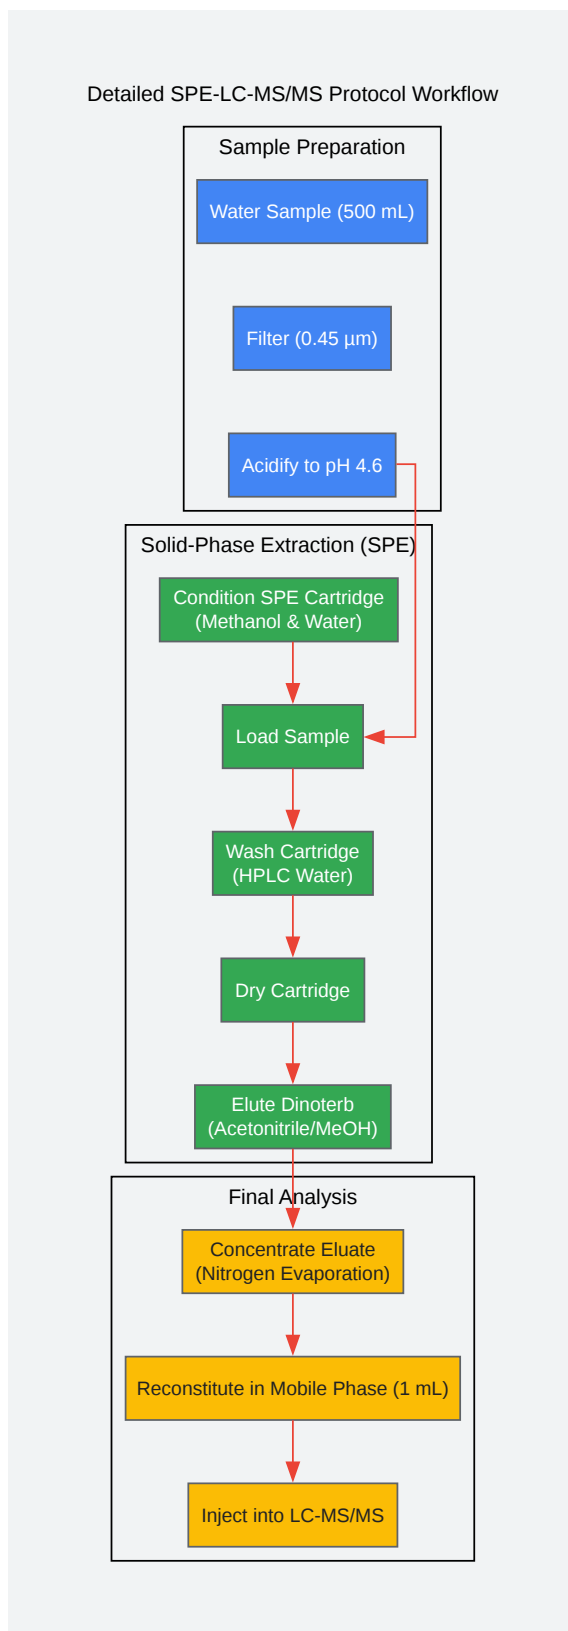 Detailed SPE-LC-MS/MS Protocol Workflow
Sample Preparation
Water Sample (500 mL)
Filter (0.45 µm)
Acidify to pH 4.6
Solid-Phase Extraction (SPE)
Condition SPE Cartridge
(Methanol & Water)
Load Sample
Wash Cartridge
(HPLC Water)
Dry Cartridge
Elute Dinoterb
(Acetonitrile/MeOH)
Final Analysis
Concentrate Eluate
(Nitrogen Evaporation)
Reconstitute in Mobile Phase (1 mL)
Inject into LC-MS/MS